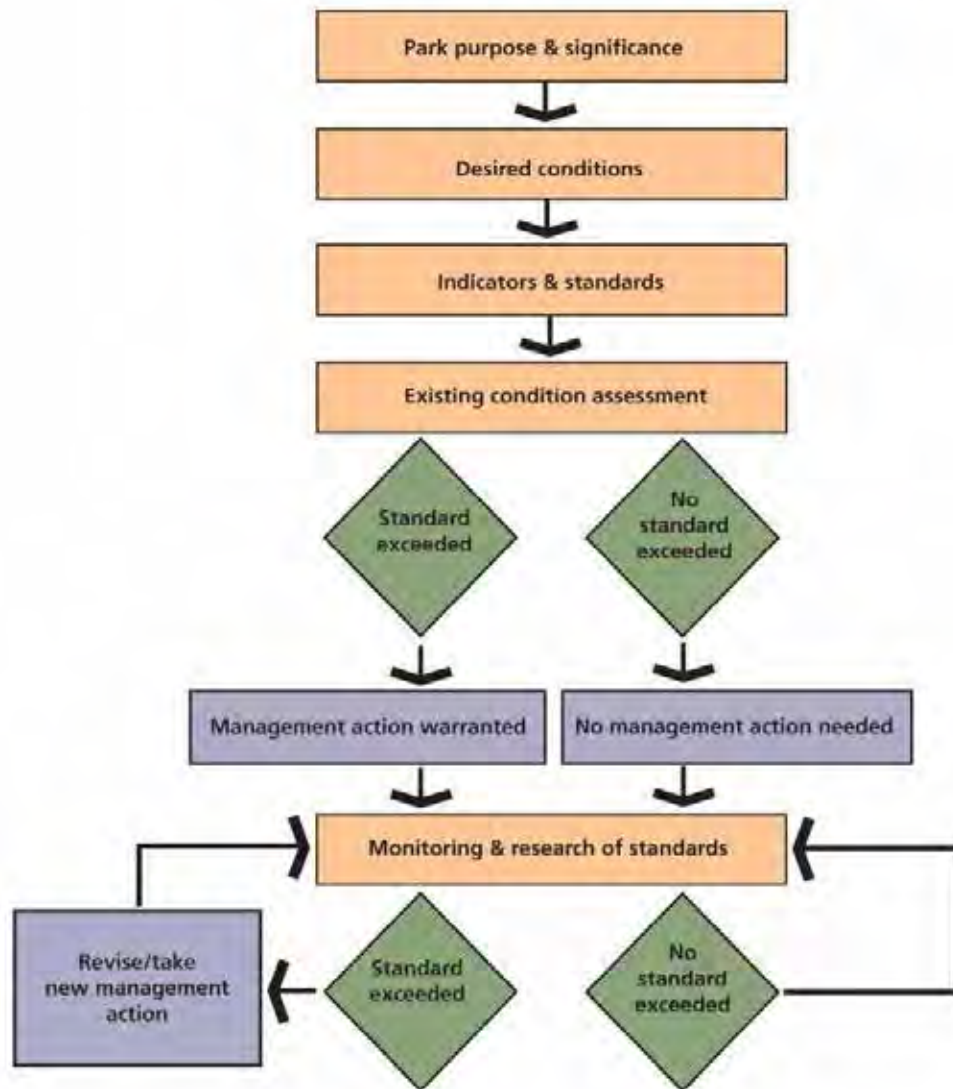 Park purpose & significance
Desired conditions
Indicators & standards
Existing condition assessment
Standard
exceeded
No
standard
exceeded
Management action warranted
No management action needed
Monitoring & research of standards
Revise/take
new management
action
Standard
exceeded
No
standard
exceeded